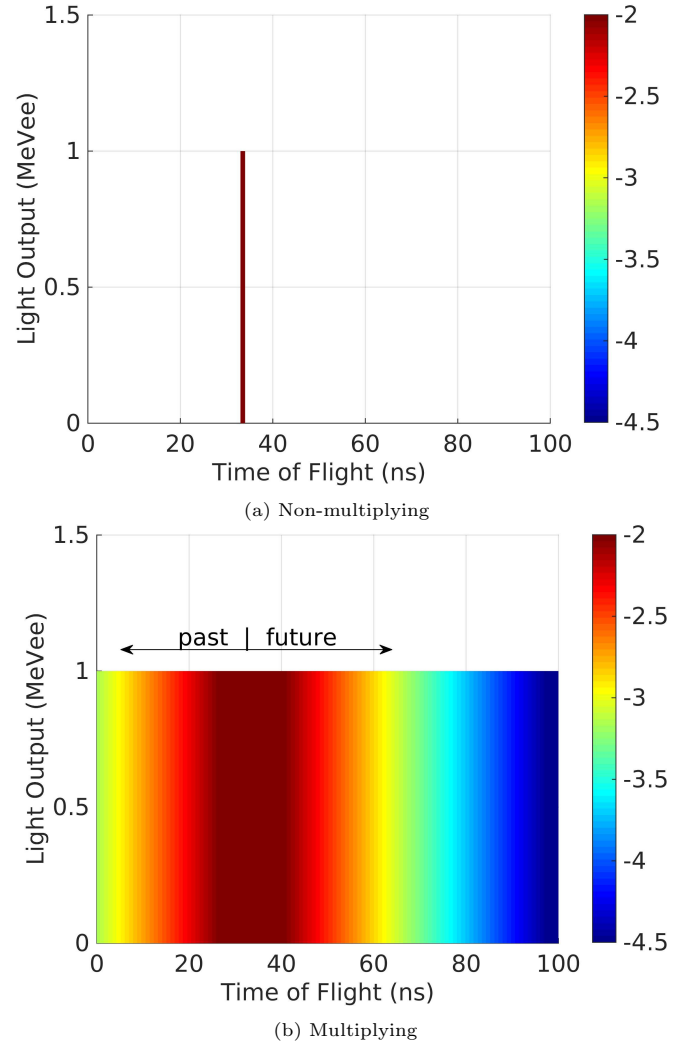 1.5
1
0.5
0
Light Output (MeVee)
0 20 40 60 80 100
Time of Flight (ns)
-2
-2.5
-3
-3.5
-4
-4.5
(a) Non-multiplying
1.5
1
0.5
0
Light Output (MeVee)
past | future
0 20 40 60 80 100
Time of Flight (ns)
-2
-2.5
-3
-3.5
-4
-4.5
(b) Multiplying